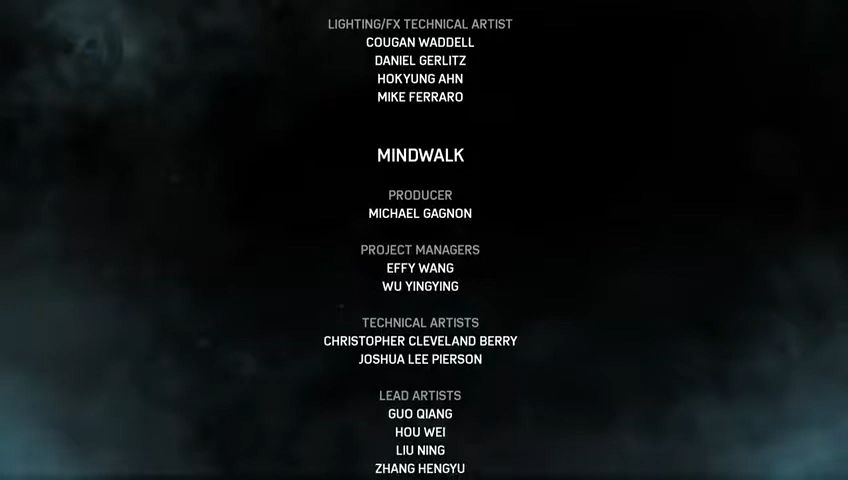 LIGHTING/FX TECHNICAL ARTIST
COUGAN WADDELL
DANIEL GERLITZ
HOKYUNG AHN
MIKE FERRARO
MINDWALK
PRODUCER
MICHAEL GAGNON
PROJECT MANAGERS
EFFY WANG
WU YINGYING
TECHNICAL ARTISTS
CHRISTOPHER CLEVELAND BERRY
JOSHUA LEE PIERSON
LEAD ARTISTS
GUO QIANG
HOU WEI
LIU NING
ZHANG HENGYU